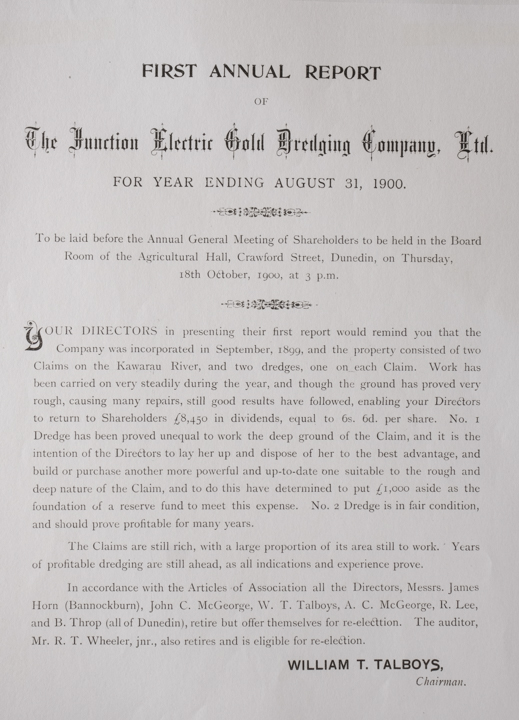 FIRST ANNUAL REPORT
OF
The Junction Electric Gold Dredging Company, Ltd.
FOR YEAR ENDING AUGUST 31, 1900.
To be laid before the Annual General Meeting of Shareholders to be held in the Board
Room of the Agricultural Hall, Crawford Street, Dunedin, on Thursday,
18th October, 1900, at 3 p.m.
YOUR DIRECTORS in presenting their first report would remind you that the
Company was incorporated in September, 1899, and the property consisted of two
Claims on the Kawarau River, and two dredges, one on each Claim. Work has
been carried on very steadily during the year, and though the ground has proved very
rough, causing many repairs, still good results have followed, enabling your Directors
to return to Shareholders £8,450 in dividends, equal to 6s. 6d. per share. No. 1
Dredge has been proved unequal to work the deep ground of the Claim, and it is the
intention of the Directors to lay her up and dispose of her to the best advantage, and
build or purchase another more powerful and up-to-date one suitable to the rough and
deep nature of the Claim, and to do this have determined to put £1,000 aside as the
foundation of a reserve fund to meet this expense. No. 2 Dredge is in fair condition,
and should prove profitable for many years.
The Claims are still rich, with a large proportion of its area still to work. Years
of profitable dredging are still ahead, as all indications and experience prove.
In accordance with the Articles of Association all the Directors, Messrs. James
Horn (Bannockburn), John C. McGeorge, W. T. Talboys, A. C. McGeorge, R. Lee,
and B. Throp (all of Dunedin), retire but offer themselves for re-electtion. The auditor,
Mr. R. T. Wheeler, jnr., also retires and is eligible for re-election.
WILLIAM T. TALBOYS,
Chairman.